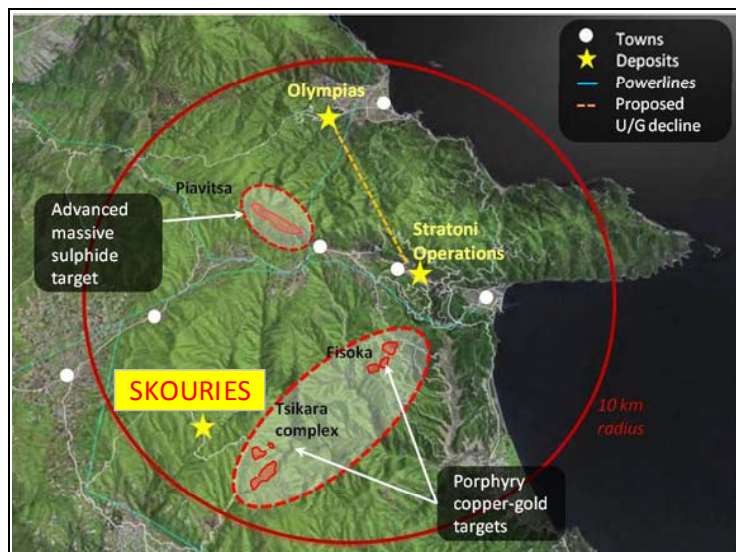 Towns
Deposits
Powerlines
Proposed
U/G decline
Olympias
Piavitsa
Advanced
massive
sulphide
target
Stratoni
Operations
Fisoka
SKOURIES
Tsikara
complex
10 km
radius
Porphyry
copper-gold
targets